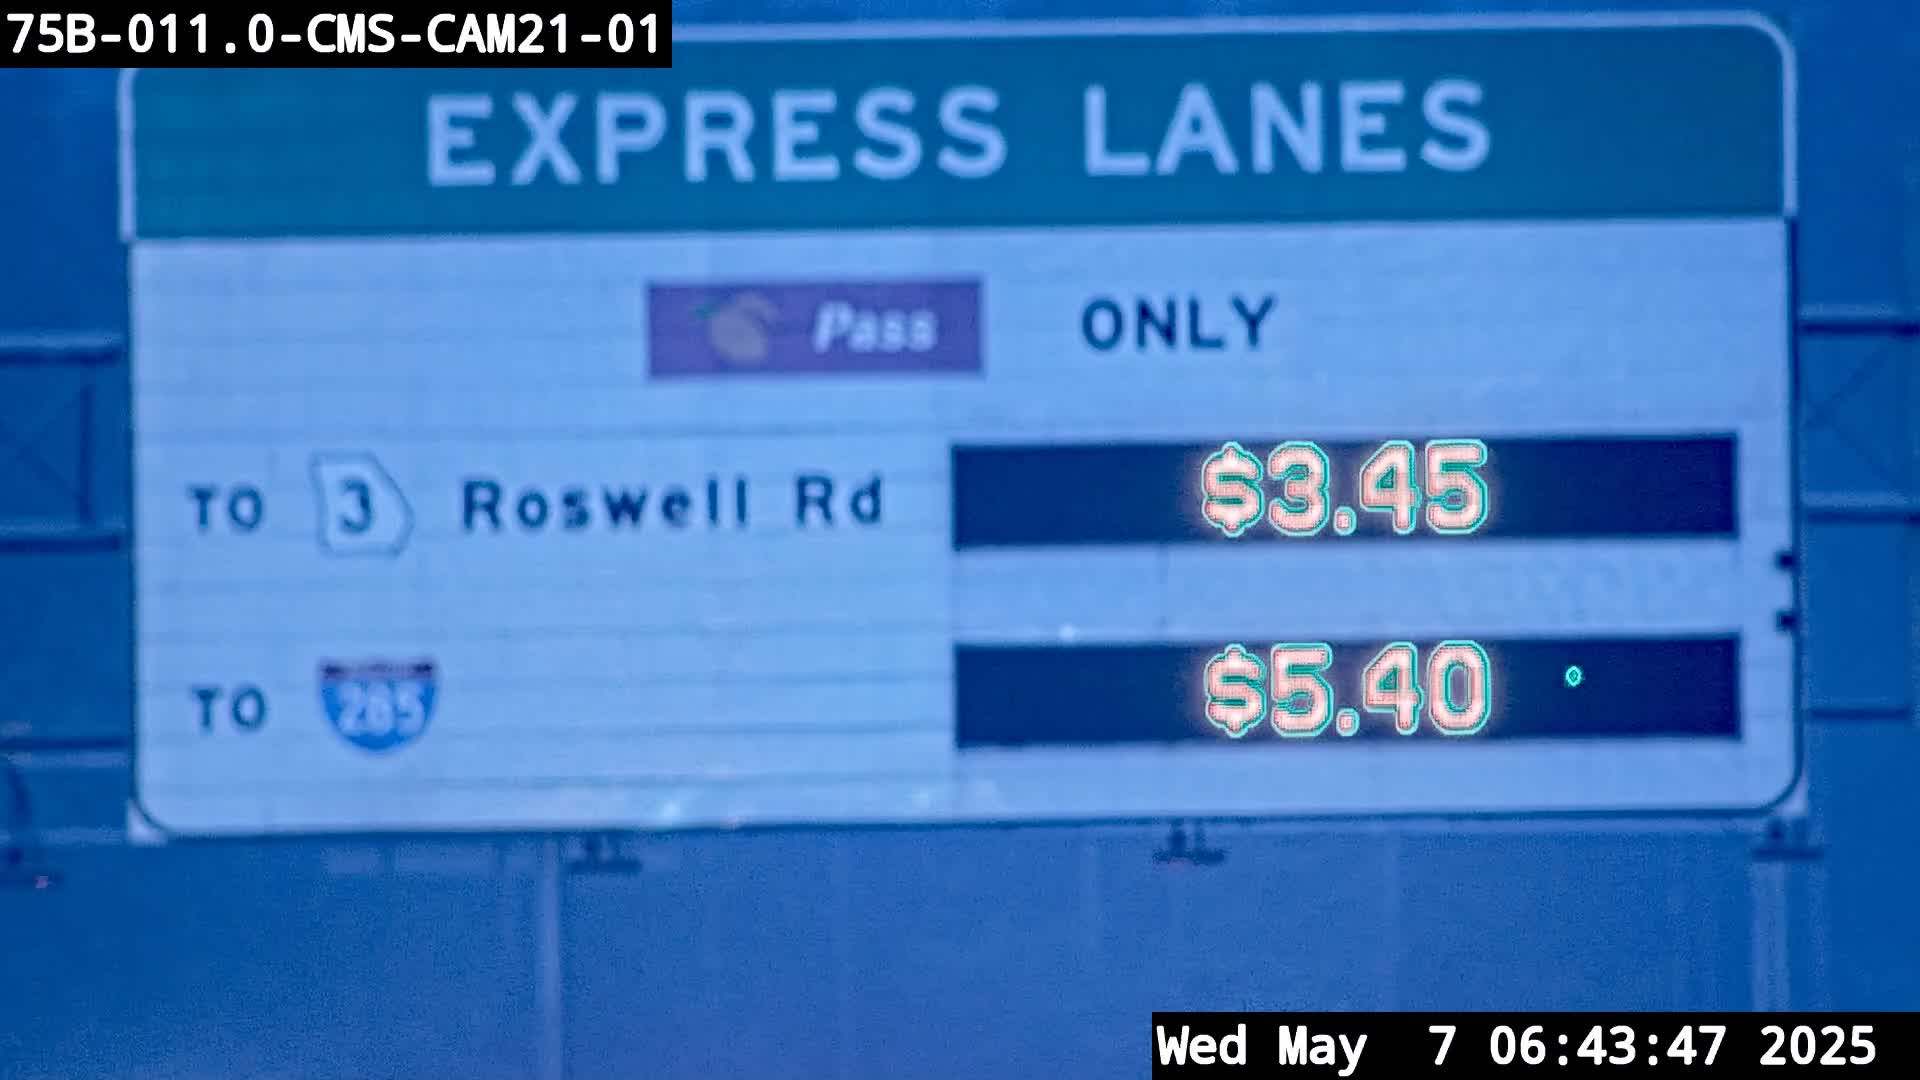 75B-011.0-CMS-CAM21-01
EXPRESS LANES
Pass ONLY
TO 3 Roswell Rd $3.45
TO 285 $5.40
Wed May 7 06:43:47 2025